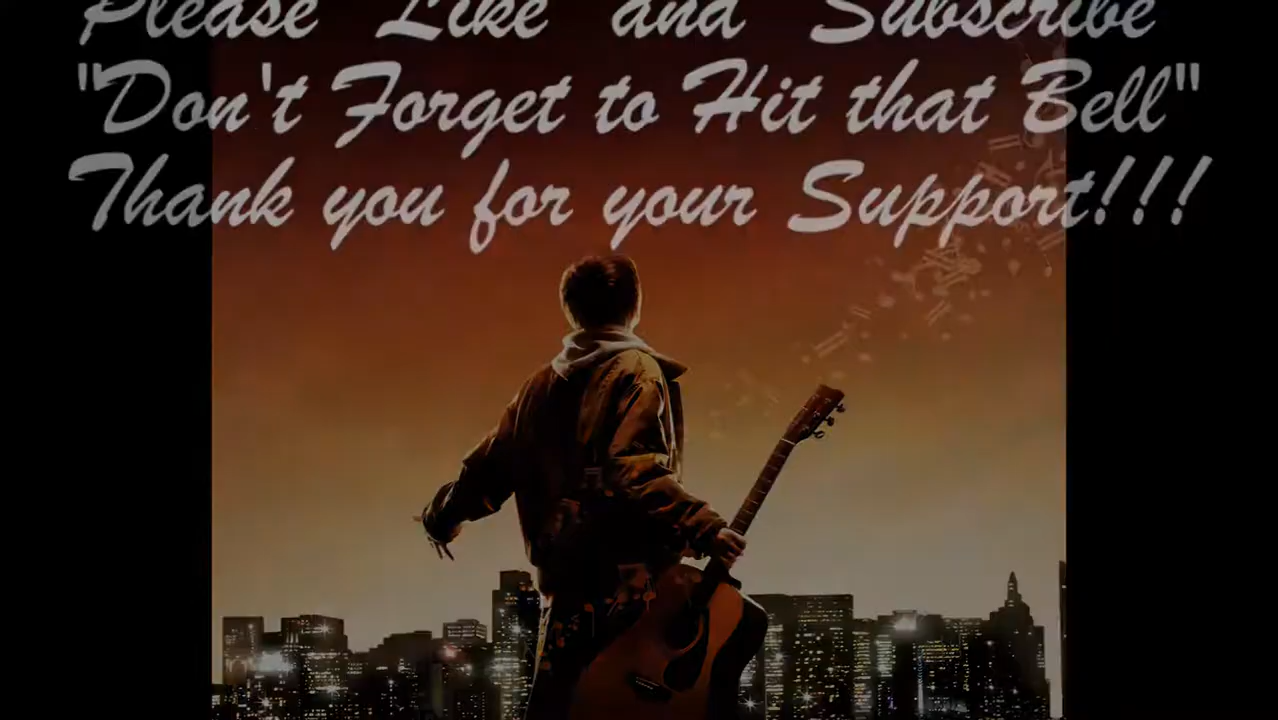 Please "Like" and "Subscribe"
"Don't Forget to Hit that Bell"
Thank you for your Support!!!